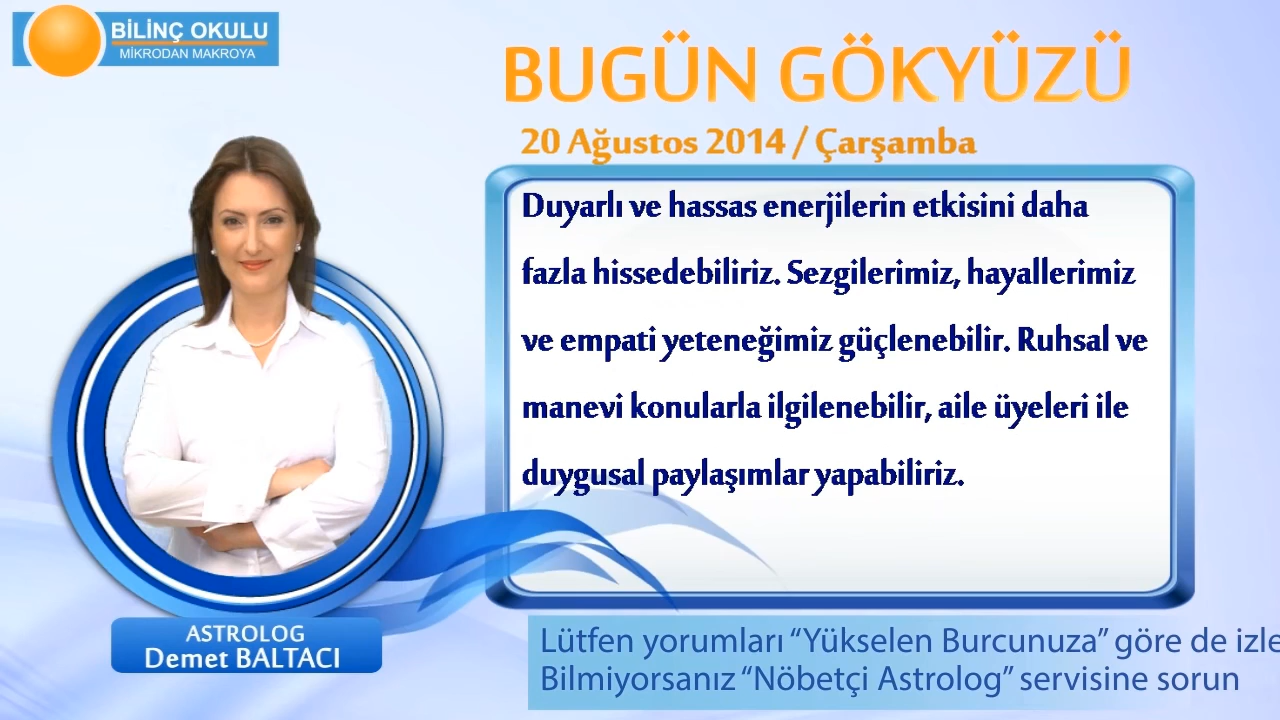 BİLİNÇ OKULU
MİKRODAN MAKROYA
BUGÜN GÖKYÜZÜ
20 Ağustos 2014 / Çarşamba
Duyarlı ve hassas enerjilerin etkisini daha
fazla hissedebiliriz. Sezgilerimiz, hayallerimiz
ve empati yeteneğimiz güçlenebilir. Ruhsal ve
manevi konularla ilgilenebilir, aile üyeleri ile
duygusal paylaşımlar yapabiliriz.
ASTROLOG
Demet BALTACI
Lütfen yorumları “Yükselen Burcunuza” göre de izle
Bilmiyorsanız “Nöbetçi Astrolog” servisine sorun